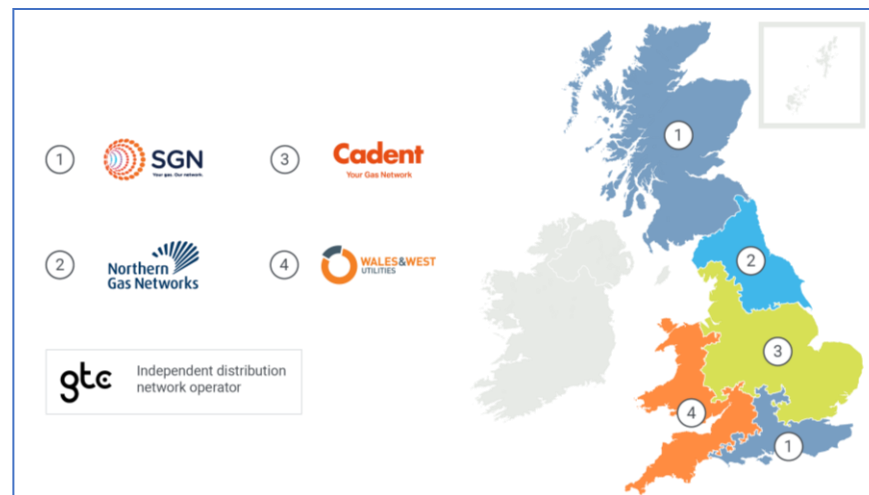 1
SGN
Your gas. Our network.
3
Cadent
Your Gas Network
2
Northern
Gas Networks
4
WALES&WEST
UTILITIES
gtc
Independent distribution
network operator
1
2
3
4
1